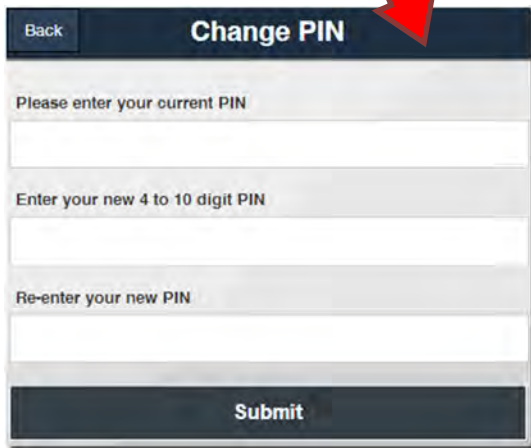 Back
Change PIN
Please enter your current PIN
Enter your new 4 to 10 digit PIN
Re-enter your new PIN
Submit